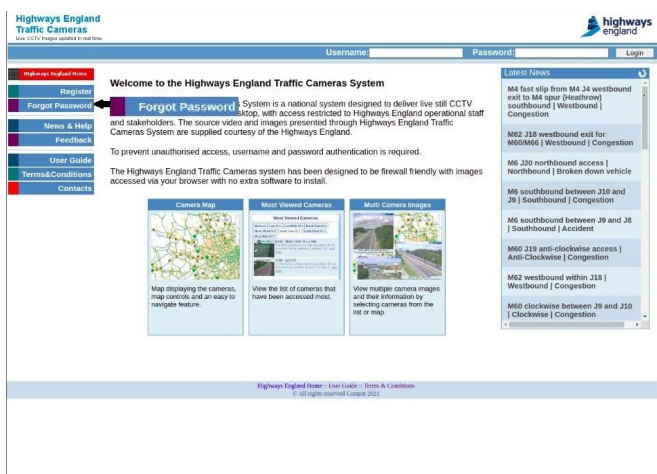 Highways England
Traffic Cameras
Live CCTV Images updated in real time
highways
england
Username:
Password:
Login
Highways England Home
Register
Forgot Password
News & Help
Feedback
User Guide
Terms&Conditions
Contacts
Welcome to the Highways England Traffic Cameras System
Forgot Password
System is a national system designed to deliver live still CCTV
sktop, with access restricted to Highways England operational staff
and stakeholders. The source video and images presented through Highways England Traffic
Cameras System are supplied courtesy of the Highways England.
To prevent unauthorised access, username and password authentication is required.
The Highways England Traffic Cameras system has been designed to be firewall friendly with images
accessed via your browser with no extra software to install.
Camera Map
Map displaying the cameras,
map controls and an easy to
navigate feature.
Most Viewed Cameras
Most Viewed Cameras
View the list of cameras that
have been accessed most.
Multi Camera Images
View multiple camera images
and their information by
selecting cameras from the
list or map.
Latest News
M4 fast slip from M4 J4 westbound
exit to M4 spur (Heathrow)
southbound | Westbound |
Congestion
M62 J18 westbound exit for
M60/M66 | Westbound | Congestion
M6 J20 northbound access |
Northbound | Broken down vehicle
M6 southbound between J10 and
J9 | Southbound | Congestion
M6 southbound between J9 and J8
| Southbound | Accident
M60 J19 anti-clockwise access |
Anti-Clockwise | Congestion
M62 westbound within J18 |
Westbound | Congestion
M60 clockwise between J9 and J10
| Clockwise | Congestion
Highways England Home :: User Guide :: Terms & Conditions
© All rights reserved Costain 2021